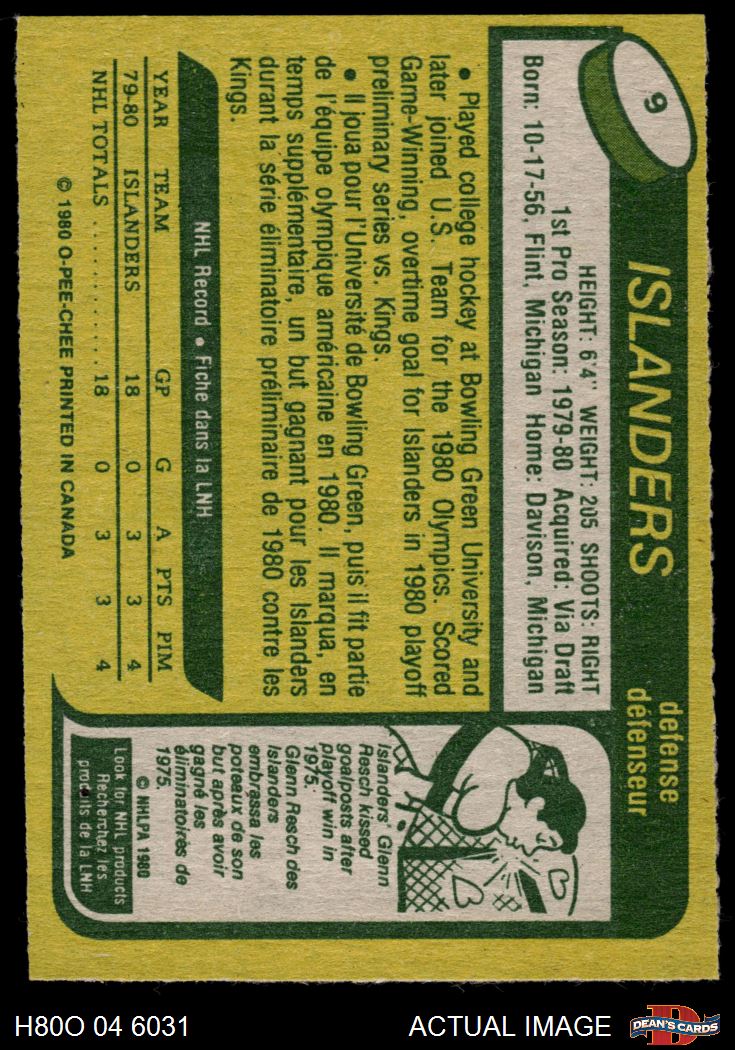 9
ISLANDERS
defense
défenseur
HEIGHT: 6'4" WEIGHT: 205 SHOOTS: RIGHT
1st Pro Season: 1979-80 Acquired: Via Draft
Born: 10-17-56, Flint, Michigan Home: Davison, Michigan
• Played college hockey at Bowling Green University and
later joined U.S. Team for the 1980 Olympics. Scored
Game-Winning, overtime goal for Islanders in 1980 playoff
preliminary series vs. Kings.
• Il joua pour l'Université de Bowling Green, puis il fit partie
de l'équipe olympique américaine en 1980. Il marqua, en
temps supplémentaire, un but gagnant pour les Islanders
durant la série éliminatoire préliminaire de 1980 contre les
Kings.
NHL Record • Fiche dans la LNH
YEAR TEAM GP G A PTS PIM
79-80 ISLANDERS 18 0 3 3 4
NHL TOTALS .......... 18 0 3 3 4
© 1980 O-PEE-CHEE PRINTED IN CANADA
Islanders' Glenn
Resch kissed
goalposts after
playoff win in
1975.
Glenn Resch des
Islanders
embrassa les
poteaux de son
but après avoir
gagné les
éliminatoires de
1975.
© NHLPA 1980
Look for NHL products
Recherchez les
produits de la LNH
H80O 04 6031
ACTUAL IMAGE
D
DEAN'S CARDS